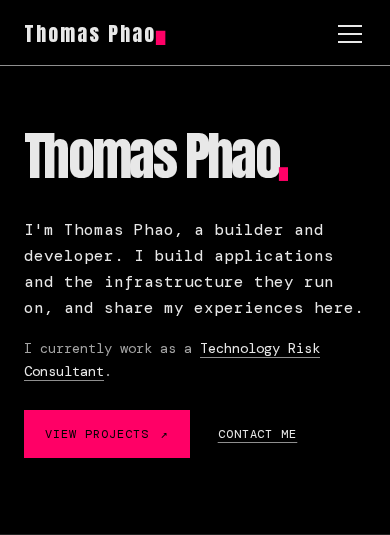 Thomas Phao.
Thomas Phao.
I'm Thomas Phao, a builder and
developer. I build applications
and the infrastructure they run
on, and share my experiences here.
I currently work as a Technology Risk
Consultant.
VIEW PROJECTS ↗ CONTACT ME